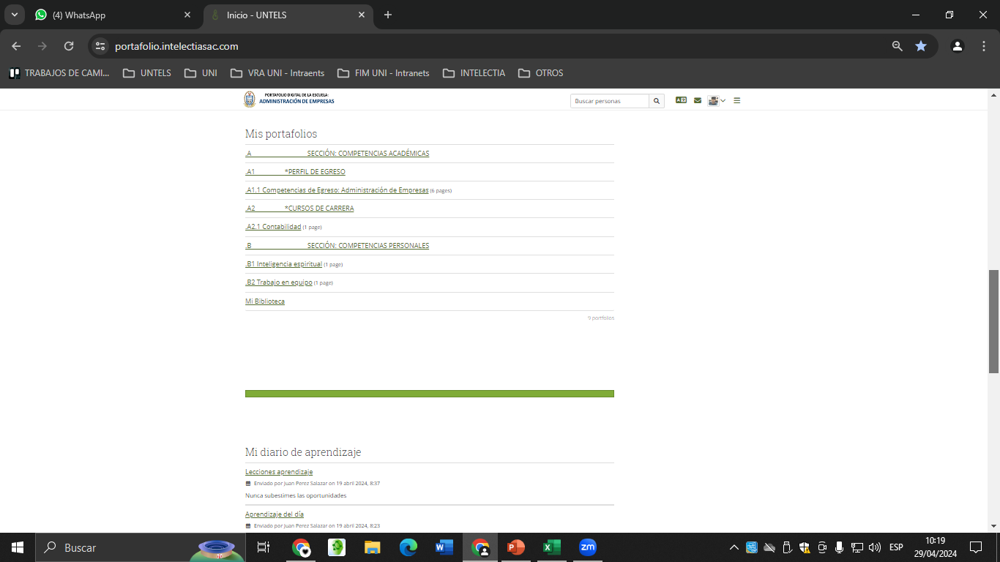 (4) WhatsApp
Inicio - UNTELS
portafolio.intelectiasac.com
TRABAJOS DE CAMI...
UNTELS
UNI
VRA UNI - Intraents
FIM UNI - Intranets
INTELECTIA
OTROS
PORTAFOLIO DIGITAL DE LA ESCUELA:
ADMINISTRACIÓN DE EMPRESAS
Buscar personas
Mis portafolios
.A SECCIÓN: COMPETENCIAS ACADÉMICAS
.A1 *PERFIL DE EGRESO
.A1.1 Competencias de Egreso: Administración de Empresas (6 pages)
.A2 *CURSOS DE CARRERA
.A2.1 Contabilidad (1 page)
.B SECCIÓN: COMPETENCIAS PERSONALES
.B1 Inteligencia espiritual (1 page)
.B2 Trabajo en equipo (1 page)
Mi Biblioteca
9 portfolios
Mi diario de aprendizaje
Lecciones aprendizaje
Enviado por Juan Perez Salazar on 19 abril 2024, 8:37
Nunca subestimes las oportunidades
Aprendizaje del día
Enviado por Juan Perez Salazar on 19 abril 2024, 8:23
Buscar
zm
ESP
10:19
29/04/2024